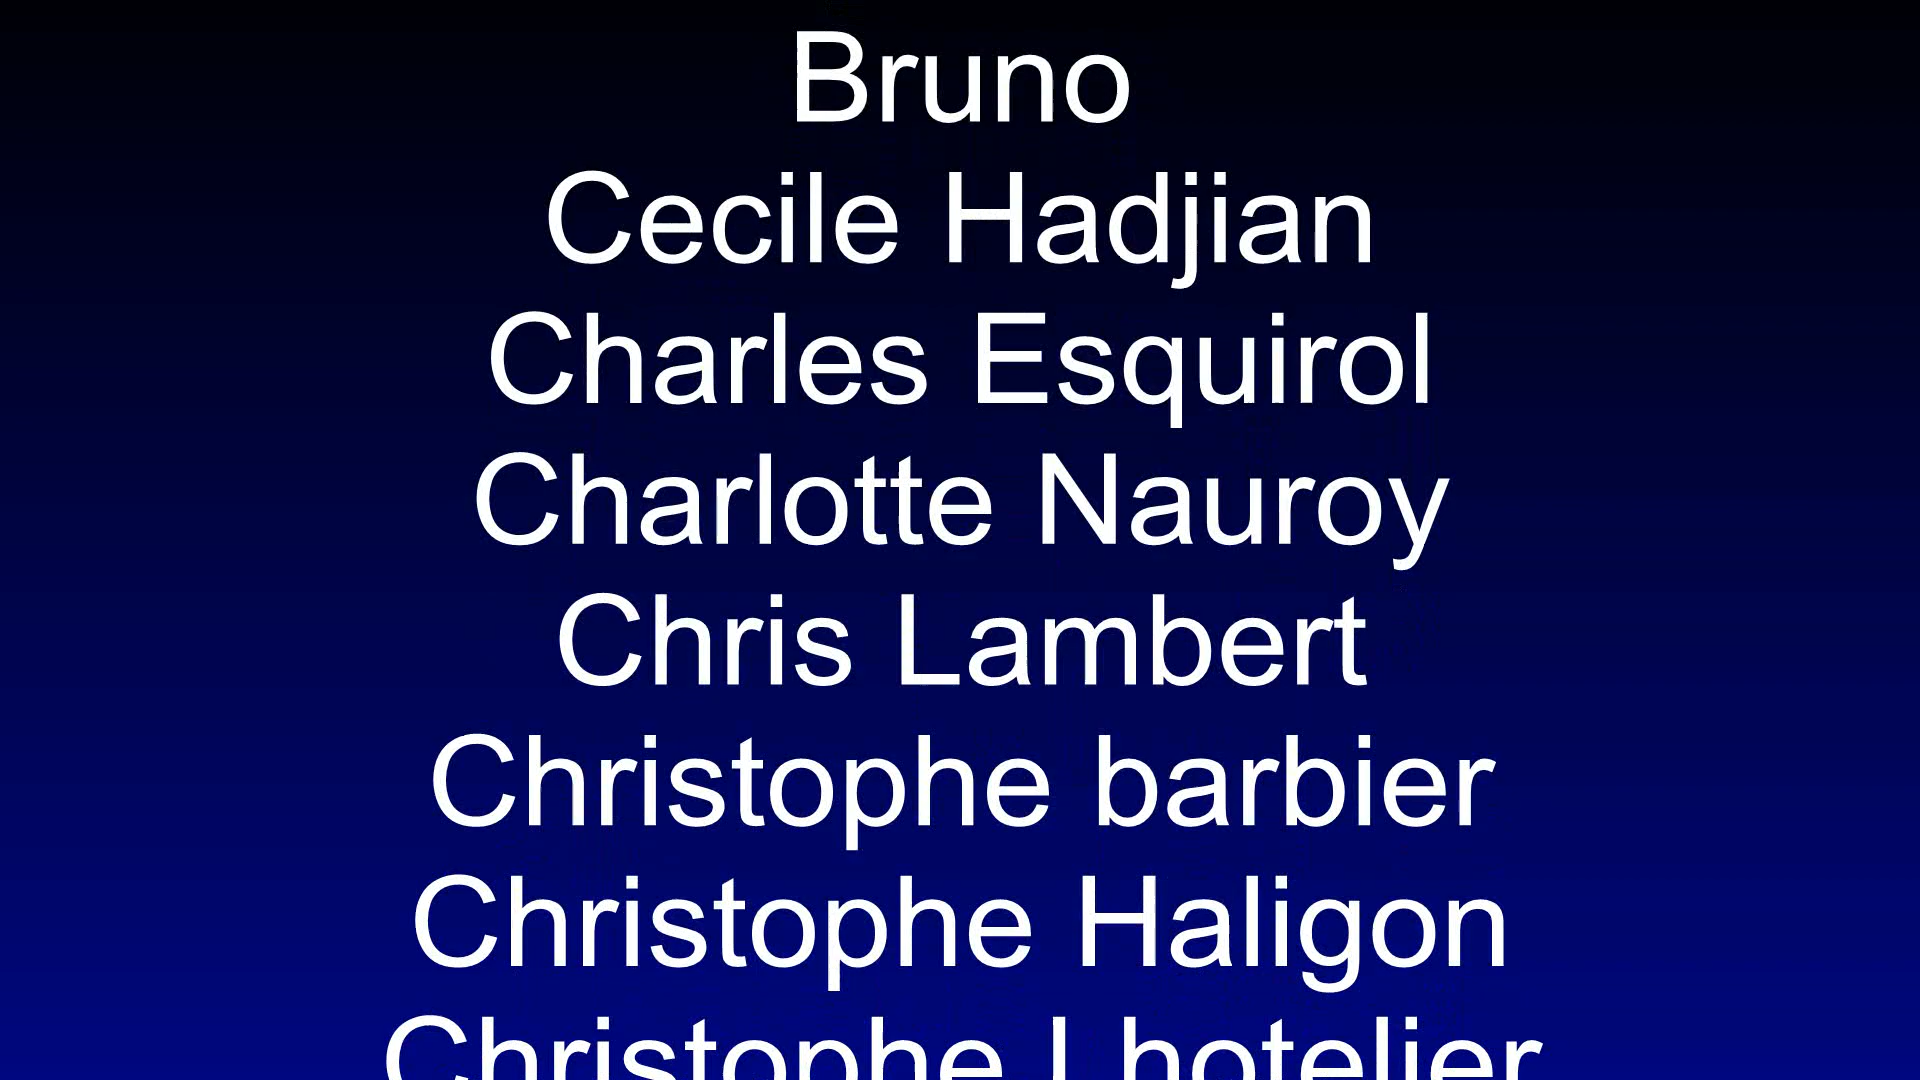 Bruno
Cecile Hadjian
Charles Esquirol
Charlotte Nauroy
Chris Lambert
Christophe barbier
Christophe Haligon
Christophe Lhotelier